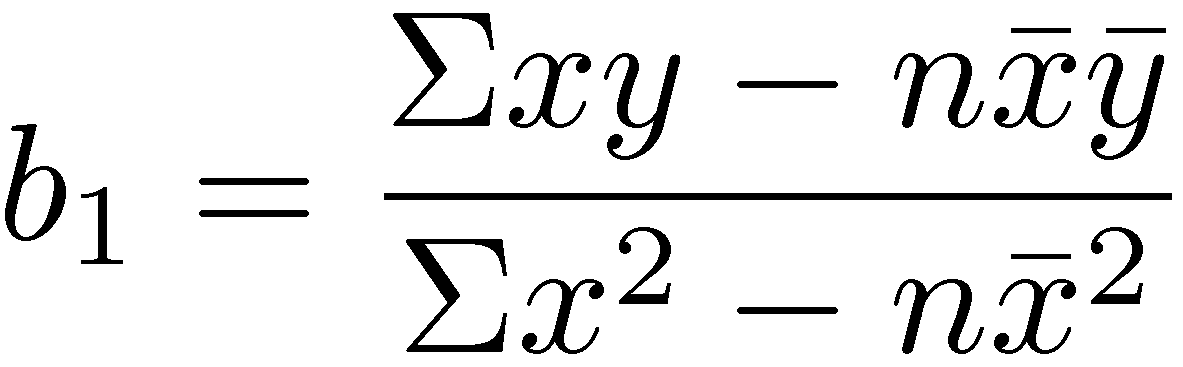 b₁ = (Σxy − nx̄ȳ) / (Σx² − nx̄²)